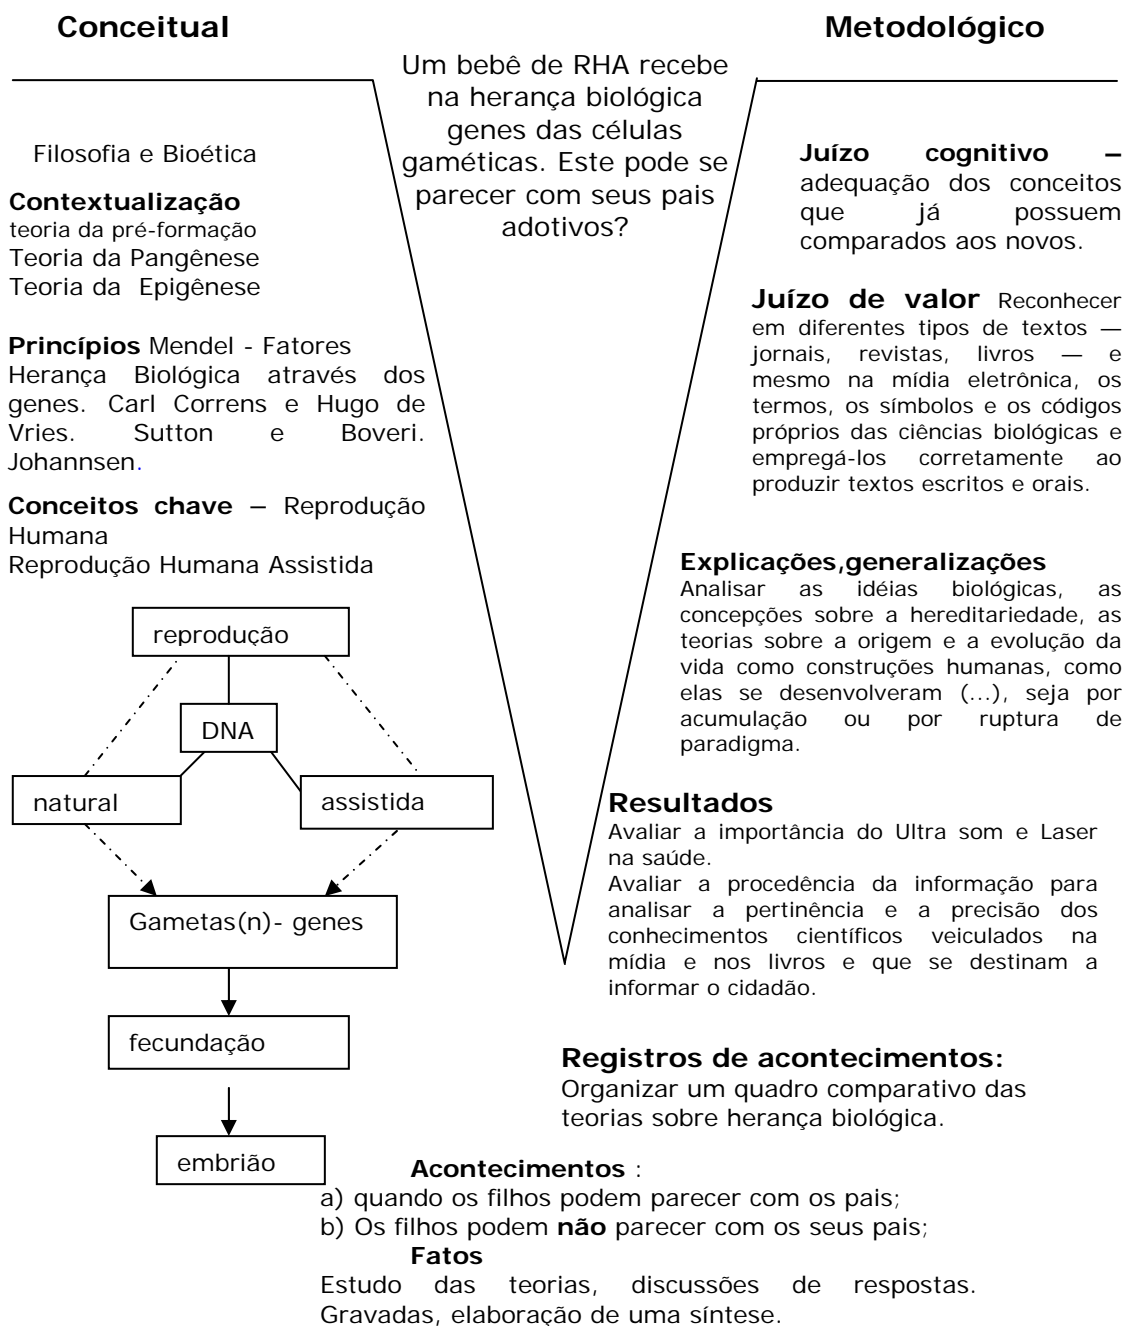 Conceitual
Metodológico
Um bebê de RHA recebe
na herança biológica
genes das células
gaméticas. Este pode se
parecer com seus pais
adotivos?
Filosofia e Bioética
Contextualização
teoria da pré-formação
Teoria da Pangênese
Teoria da Epigênese
Princípios Mendel - Fatores
Herança Biológica através dos
genes. Carl Correns e Hugo de
Vries. Sutton e Boveri.
Johannsen.
Conceitos chave – Reprodução
Humana
Reprodução Humana Assistida
reprodução
DNA
natural
assistida
Gametas(n)- genes
fecundação
embrião
Juízo cognitivo –
adequação dos conceitos
que já possuem
comparados aos novos.
Juízo de valor Reconhecer
em diferentes tipos de textos —
jornais, revistas, livros — e
mesmo na mídia eletrônica, os
termos, os símbolos e os códigos
próprios das ciências biológicas e
empregá-los corretamente ao
produzir textos escritos e orais.
Explicações,generalizações
Analisar as idéias biológicas, as
concepções sobre a hereditariedade, as
teorias sobre a origem e a evolução da
vida como construções humanas, como
elas se desenvolveram (...), seja por
acumulação ou por ruptura de
paradigma.
Resultados
Avaliar a importância do Ultra som e Laser
na saúde.
Avaliar a procedência da informação para
analisar a pertinência e a precisão dos
conhecimentos científicos veiculados na
mídia e nos livros e que se destinam a
informar o cidadão.
Registros de acontecimentos:
Organizar um quadro comparativo das
teorias sobre herança biológica.
Acontecimentos :
a) quando os filhos podem parecer com os pais;
b) Os filhos podem não parecer com os seus pais;
Fatos
Estudo das teorias, discussões de respostas.
Gravadas, elaboração de uma síntese.